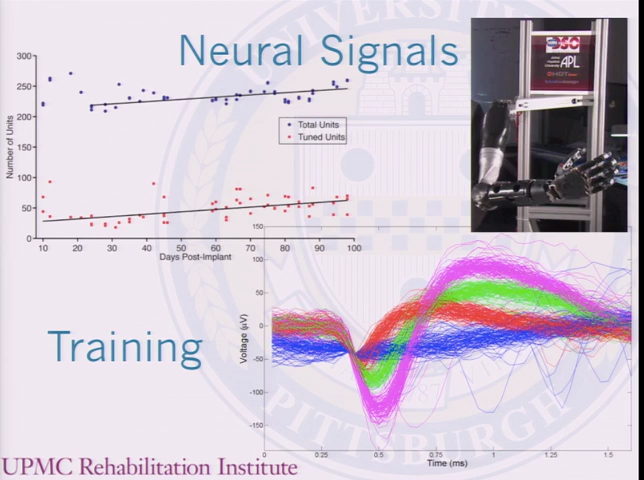 Neural Signals
300
250
200
150
100
50
0
Number of Units
10
20
30
40
50
60
70
80
90
100
Days Post-Implant
Total Units
Tuned Units
APL
150
100
50
0
-50
-100
-150
Voltage (μV)
0
0.25
0.5
0.75
1
1.25
1.5
Time (ms)
Training
UNIVERSITY
PITTSBURGH
UPMC Rehabilitation Institute